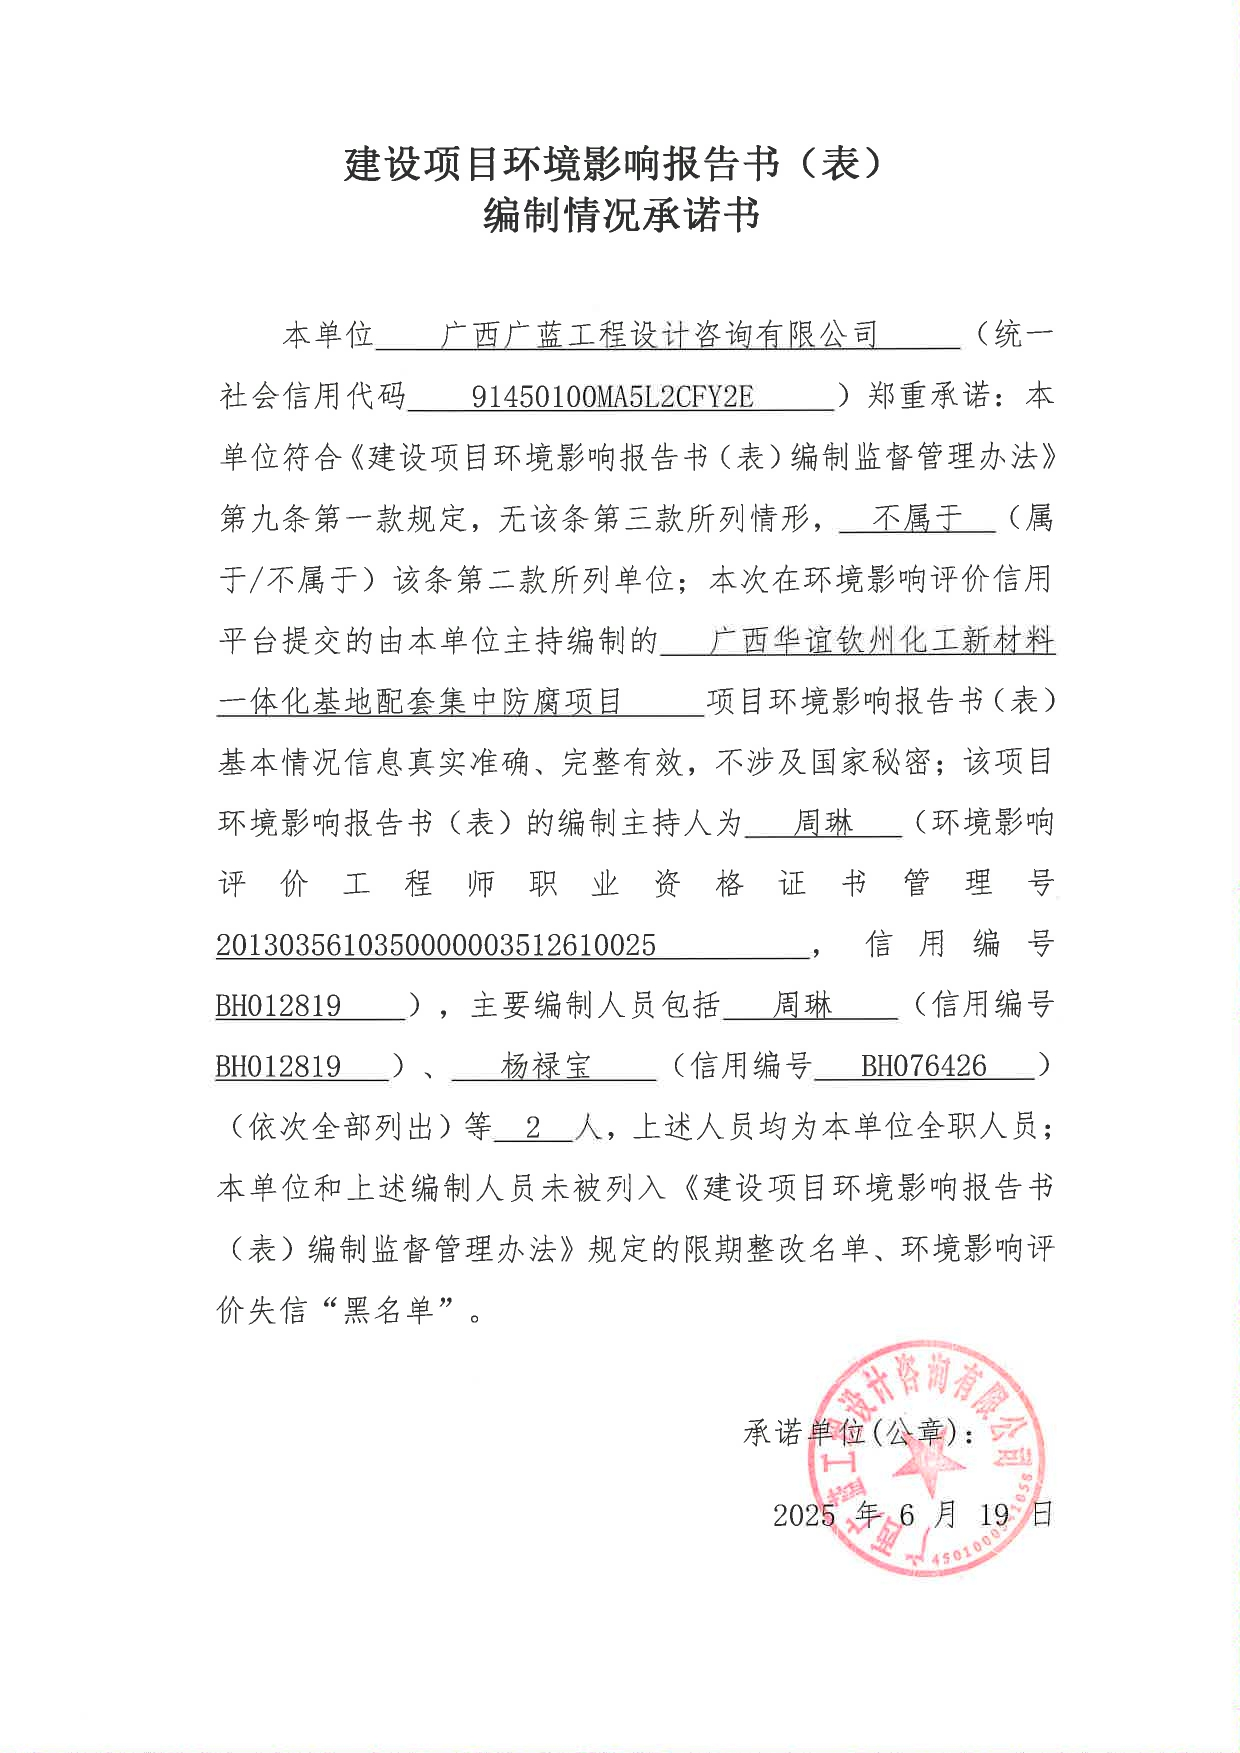 建设项目环境影响报告书（表）
编制情况承诺书
本单位 广西广蓝工程设计咨询有限公司 （统一
社会信用代码 91450100MA5L2CFY2E ）郑重承诺：本
单位符合《建设项目环境影响报告书（表）编制监督管理办法》
第九条第一款规定，无该条第三款所列情形， 不属于 （属
于/不属于）该条第二款所列单位；本次在环境影响评价信用
平台提交的由本单位主持编制的 广西华谊钦州化工新材料
一体化基地配套集中防腐项目 项目环境影响报告书（表）
基本情况信息真实准确、完整有效，不涉及国家秘密；该项目
环境影响报告书（表）的编制主持人为 周琳 （环境影响
评价工程师职业资格证书管理号
2013035610350000003512610025 ，信用编号
BH012819 ），主要编制人员包括 周琳 （信用编号
BH012819 ）、 杨禄宝 （信用编号 BH076426 ）
（依次全部列出）等 2 人，上述人员均为本单位全职人员；
本单位和上述编制人员未被列入《建设项目环境影响报告书
（表）编制监督管理办法》规定的限期整改名单、环境影响评
价失信“黑名单”。
广西广蓝工程设计咨询有限公司
承诺单位(公章)：
2025 年 6 月 19 日